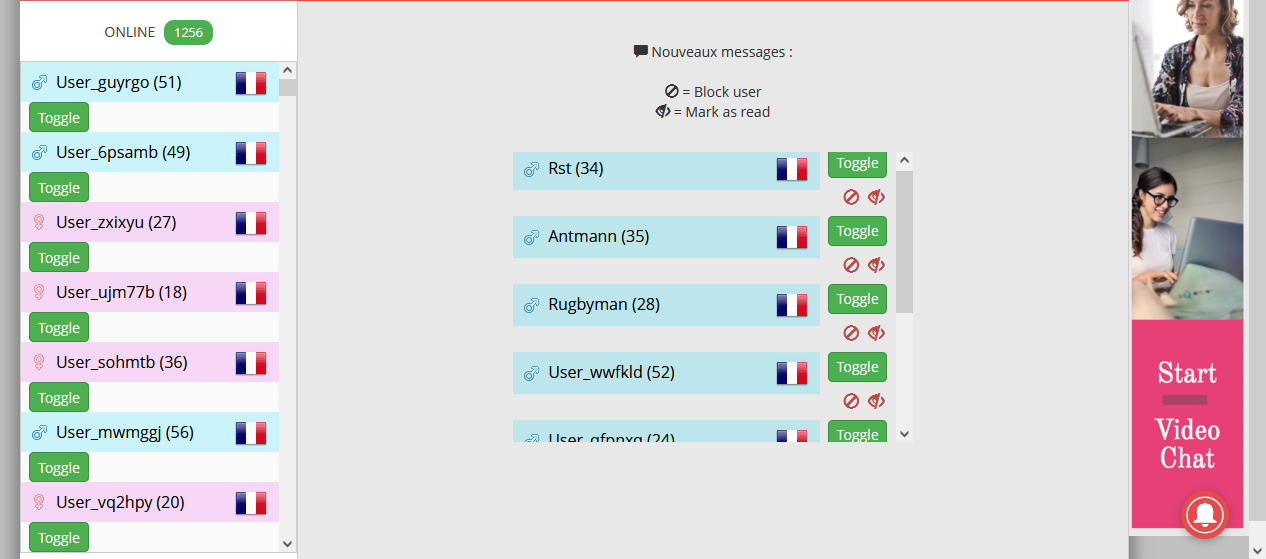 ONLINE 1256
User_guyrgo (51)
Toggle
User_6psamb (49)
Toggle
User_zxixyu (27)
Toggle
User_ujm77b (18)
Toggle
User_sohmtb (36)
Toggle
User_mwmggj (56)
Toggle
User_vq2hpy (20)
Toggle
Nouveaux messages :
= Block user
= Mark as read
Rst (34)
Toggle
Antmann (35)
Toggle
Rugbyman (28)
Toggle
User_wwfkld (52)
Toggle
User_qfpnxq (24)
Toggle
Start
Video
Chat